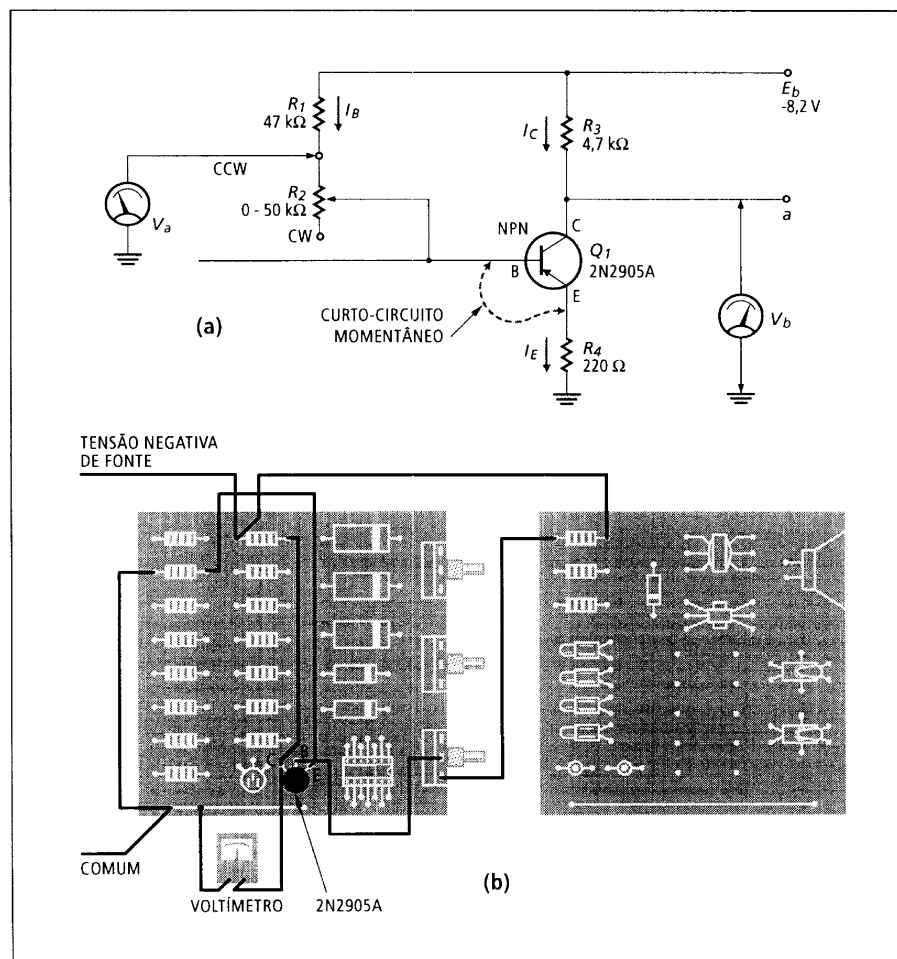 E_b
-8,2 V
R_1
47 kΩ
I_B
I_C
R_3
4,7 kΩ
CCW
V_a
R_2
0 - 50 kΩ
CW
a
NPN
C
Q_1
2N2905A
B
E
CURTO-CIRCUITO
MOMENTÂNEO
V_b
(a)
I_E
R_4
220 Ω
TENSÃO NEGATIVA
DE FONTE
C
B
E
COMUM
VOLTÍMETRO
2N2905A
(b)